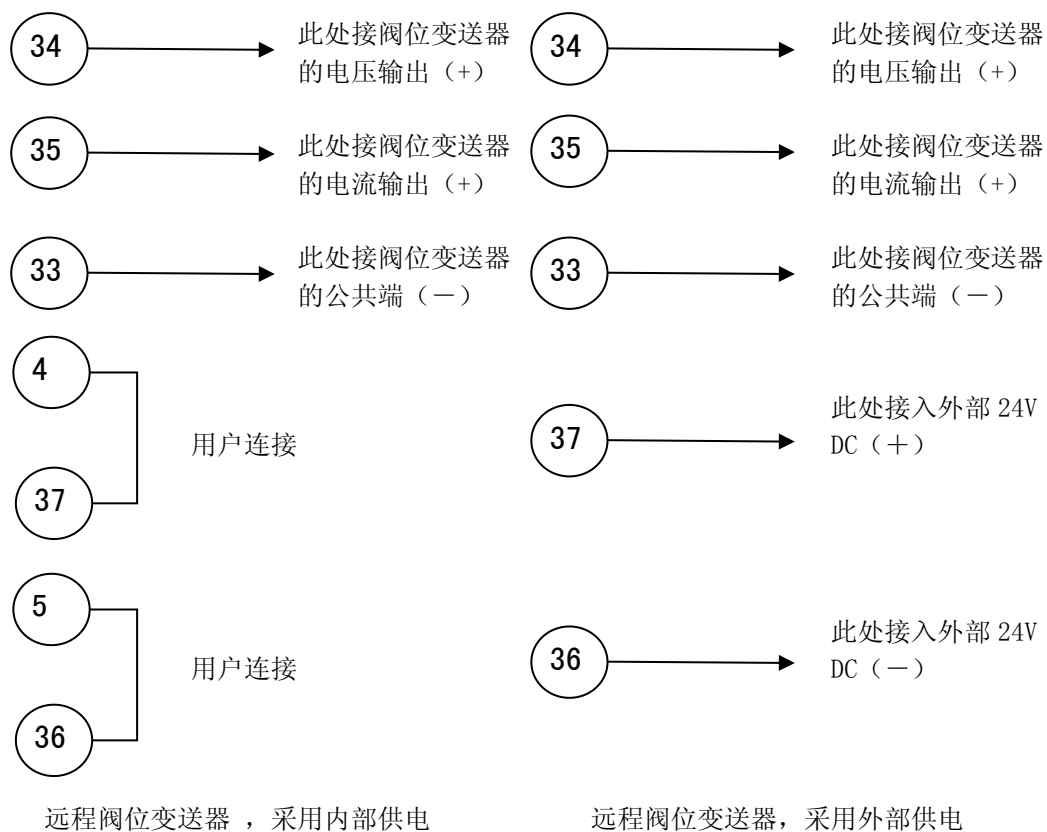 34
此处接阀位变送器
的电压输出（+）
35
此处接阀位变送器
的电流输出（+）
33
此处接阀位变送器
的公共端（－）
4
用户连接
37
5
用户连接
36
远程阀位变送器 ，采用内部供电
34
此处接阀位变送器
的电压输出（+）
35
此处接阀位变送器
的电流输出（+）
33
此处接阀位变送器
的公共端（－）
37
此处接入外部 24V
DC（＋）
36
此处接入外部 24V
DC（－）
远程阀位变送器，采用外部供电